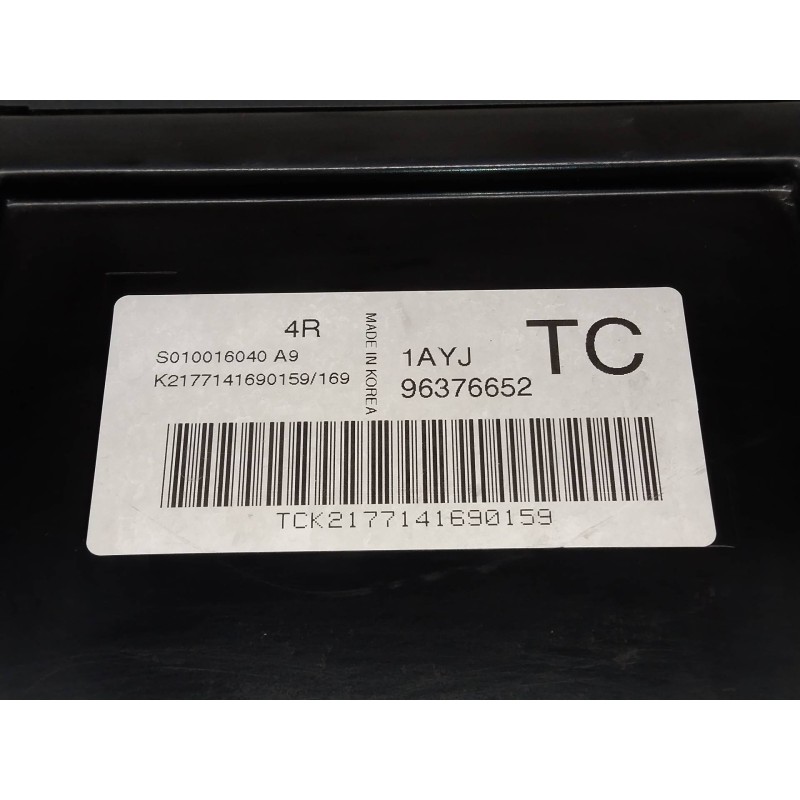 4R
S010016040 A9
K2177141690159/169
MADE IN KOREA
1AYJ
TC
96376652
TCK2177141690159